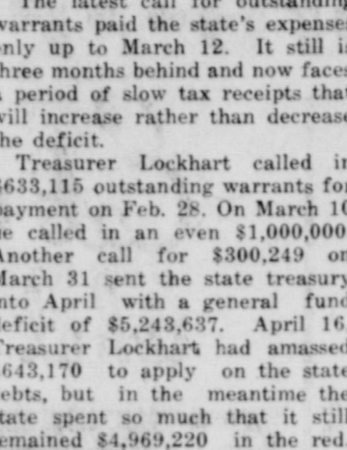 The latest call for outstanding
warrants paid the state's expenses
only up to March 12. It still is
three months behind and now faces
a period of slow tax receipts that
will increase rather than decrease
the deficit.
Treasurer Lockhart called in
$633,115 outstanding warrants for
payment on Feb. 28. On March 10
he called in an even $1,000,000
Another call for $300,249 on
March 31 sent the state treasury
into April with a general fund
deficit of $5,243,637. April 16
Treasurer Lockhart had amassed
$643,170 to apply on the state
debts, but in the meantime the
state spent so much that it still
remained $4,969,220 in the red.